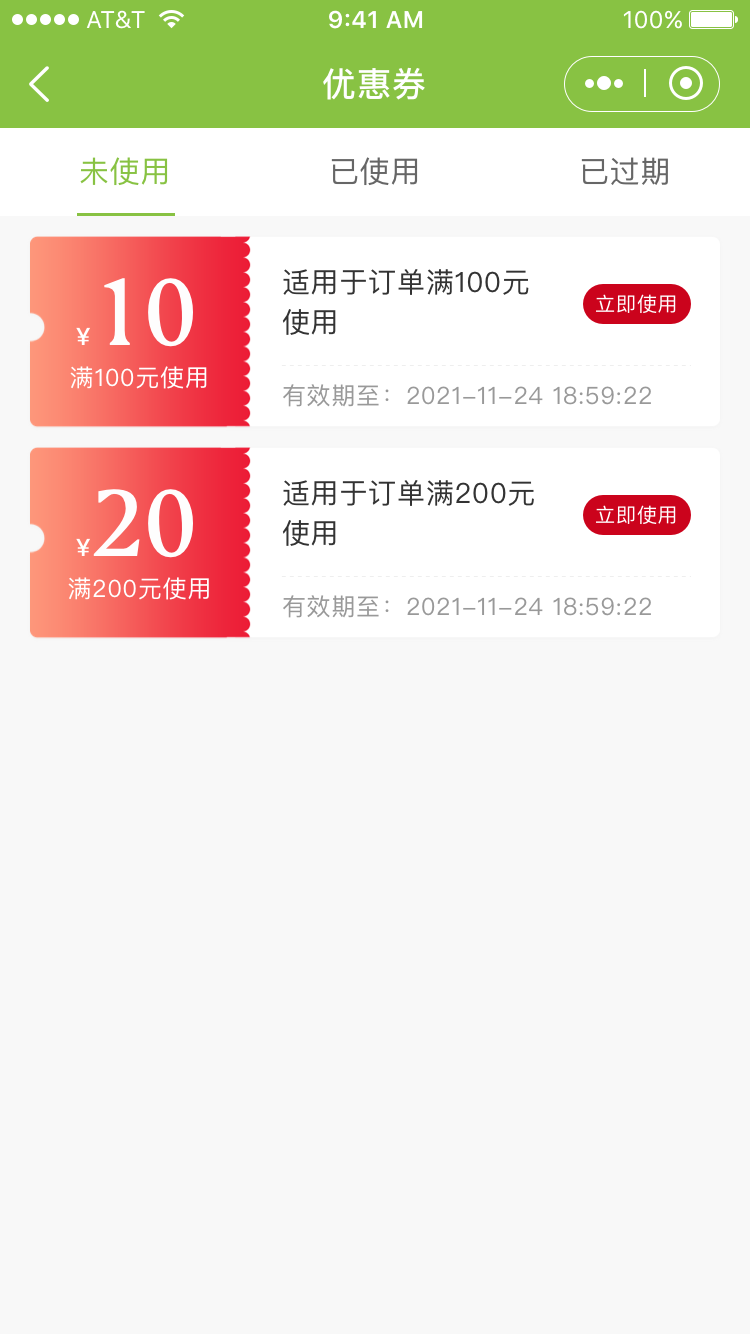 AT&T 9:41 AM 100%
优惠券
未使用 已使用 已过期
¥ 10
满100元使用
适用于订单满100元
使用
立即使用
有效期至：2021-11-24 18:59:22
¥20
满200元使用
适用于订单满200元
使用
立即使用
有效期至：2021-11-24 18:59:22